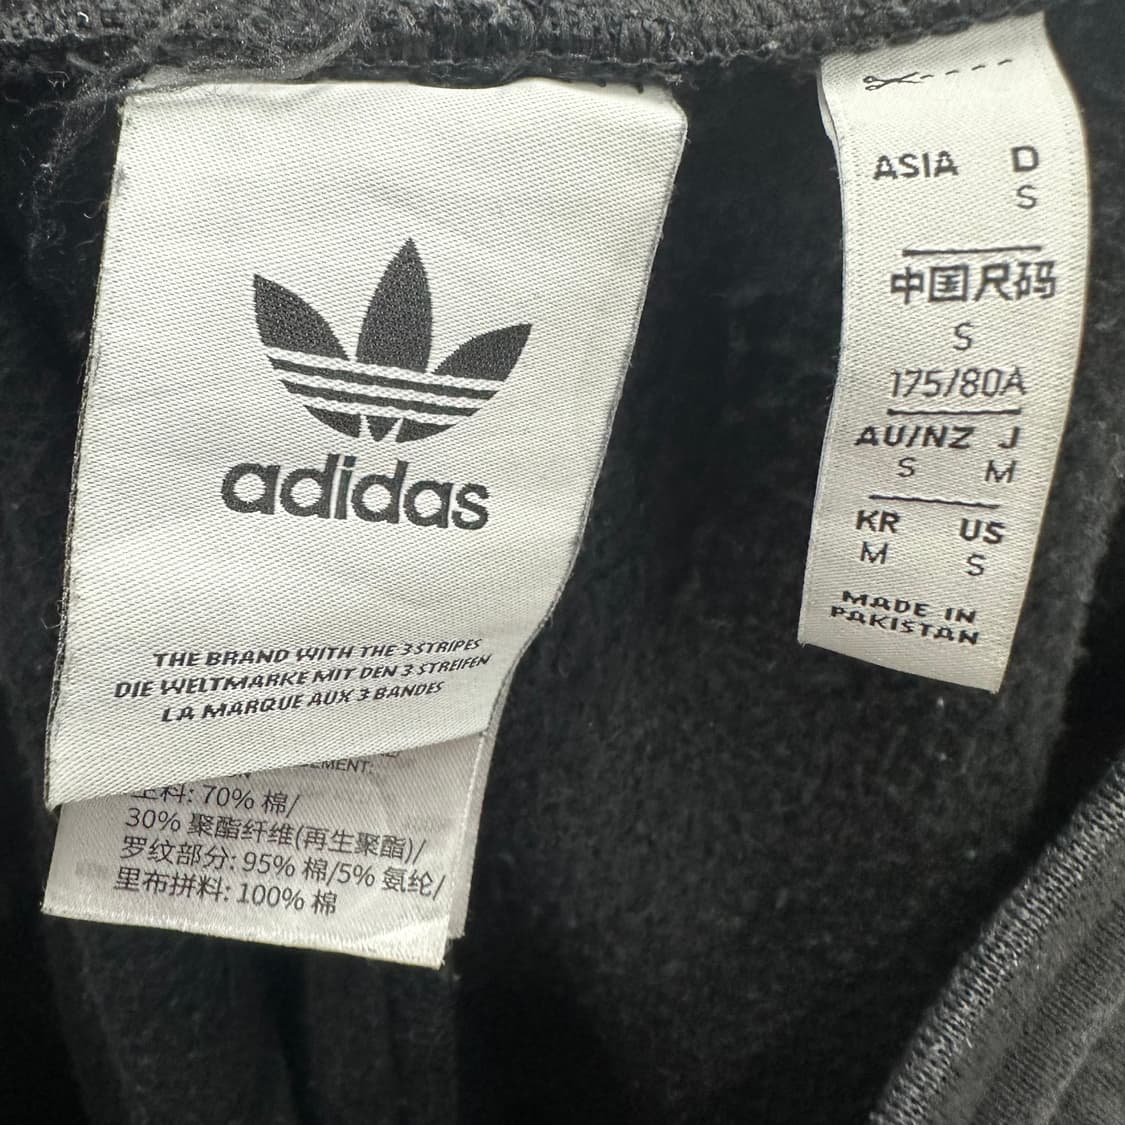 adidas
THE BRAND WITH THE 3 STRIPES
DIE WELTMARKE MIT DEN 3 STREIFEN
LA MARQUE AUX 3 BANDES
主料: 70% 棉/
30% 聚酯纤维(再生聚酯)/
罗纹部分: 95% 棉/5% 氨纶/
里布拼料: 100% 棉
ASIA D
S
中国尺码
S
175/80A
AU/NZ J
S M
KR US
M S
MADE IN
PAKISTAN